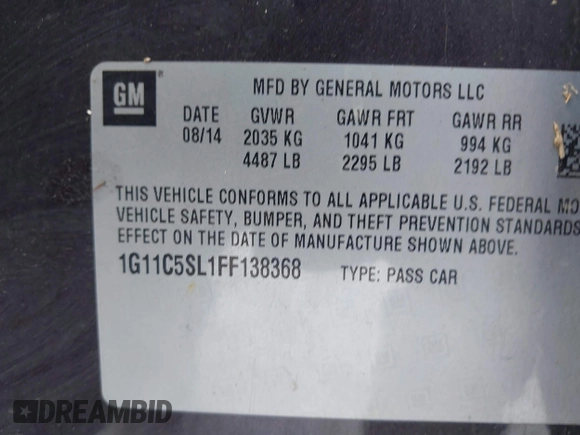 GM
MFD BY GENERAL MOTORS LLC
DATE GVWR GAWR FRT GAWR RR
08/14 2035 KG 1041 KG 994 KG
4487 LB 2295 LB 2192 LB
THIS VEHICLE CONFORMS TO ALL APPLICABLE U.S. FEDERAL MO
VEHICLE SAFETY, BUMPER, AND THEFT PREVENTION STANDARDS
EFFECT ON THE DATE OF MANUFACTURE SHOWN ABOVE.
1G11C5SL1FF138368 TYPE: PASS CAR
DREAMBID